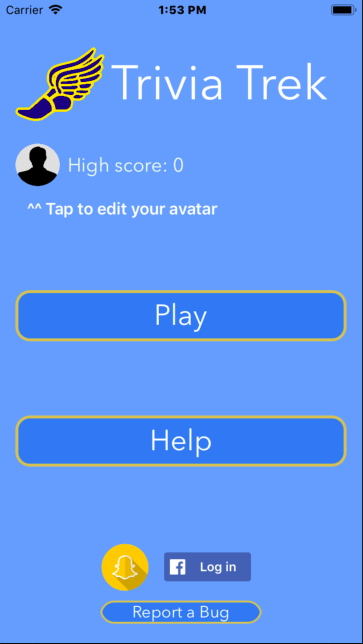 Carrier 1:53 PM
Trivia Trek
High score: 0
^^ Tap to edit your avatar
Play
Help
Log in
Report a Bug